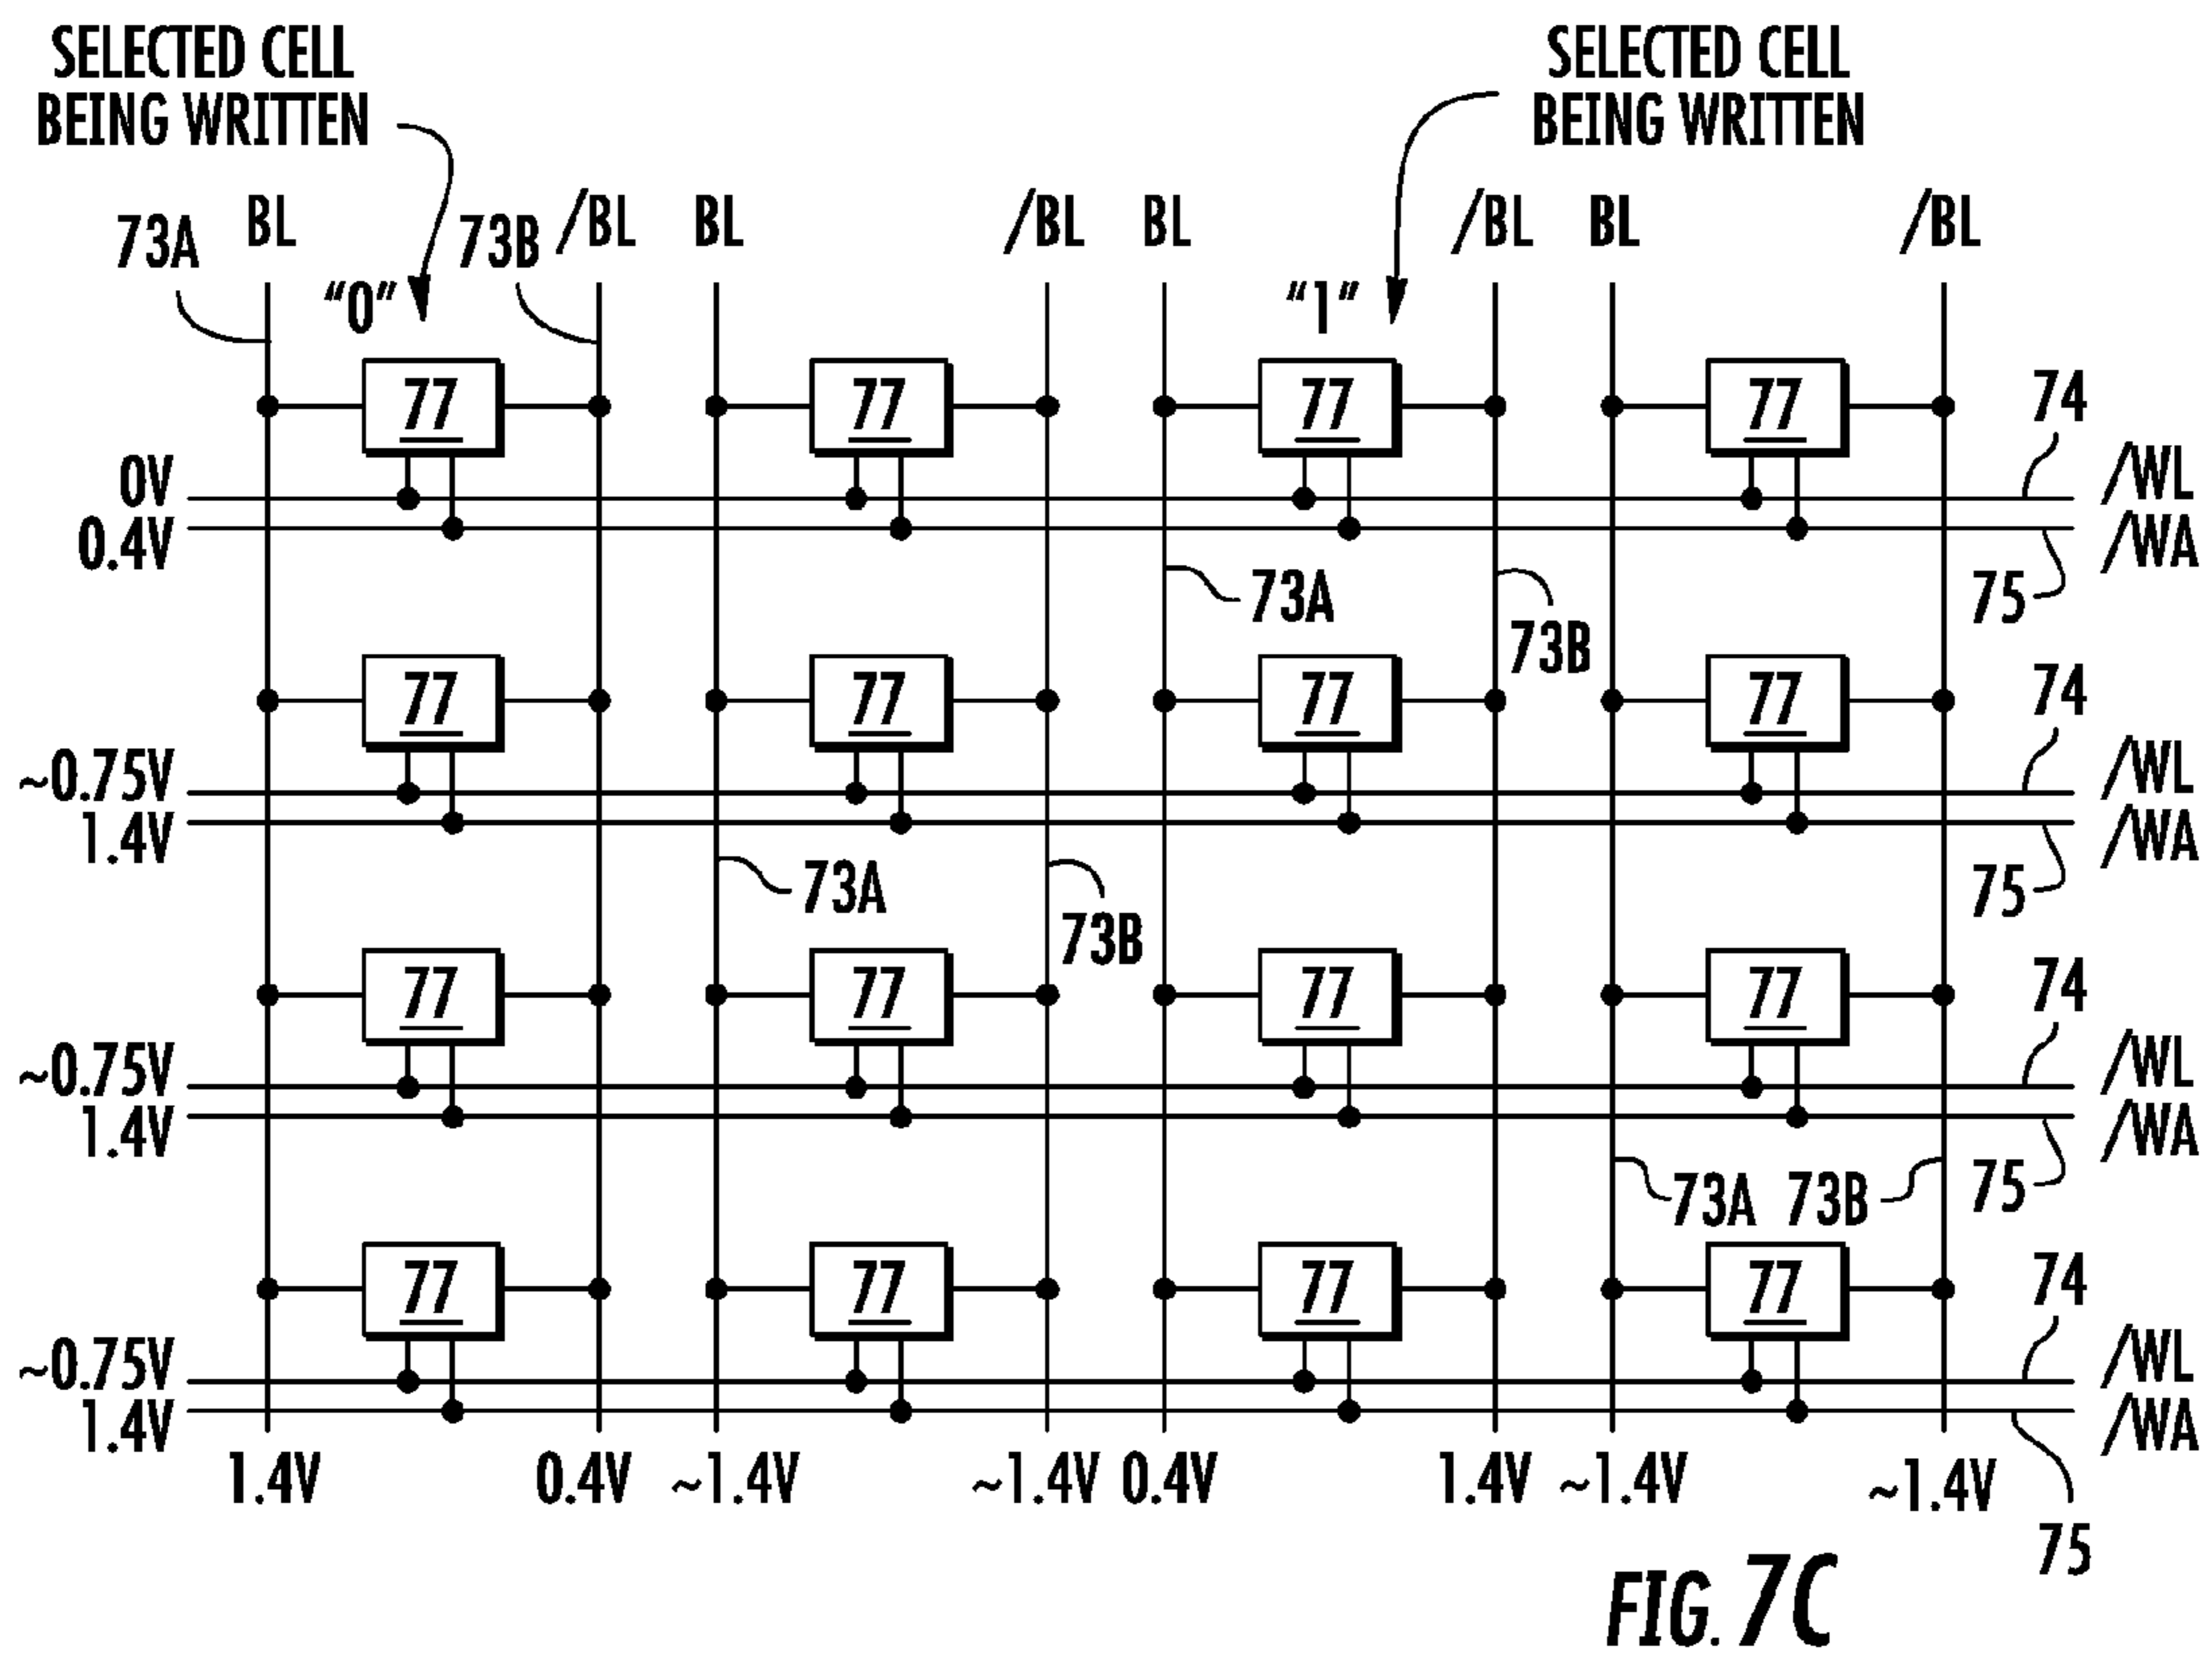 SELECTED CELL
BEING WRITTEN
SELECTED CELL
BEING WRITTEN
73A
BL
73B
/BL
BL
/BL
BL
/BL
BL
/BL
"0"
"1"
77
77
77
77
74
0V
/WL
0.4V
/WA
73A
75
73B
77
77
77
77
74
~0.75V
/WL
1.4V
/WA
73A
75
73B
77
77
77
77
74
~0.75V
/WL
1.4V
/WA
73A
73B
75
77
77
77
77
74
~0.75V
/WL
1.4V
/WA
1.4V
0.4V
~1.4V
~1.4V
0.4V
1.4V
~1.4V
~1.4V
75
FIG. 7C